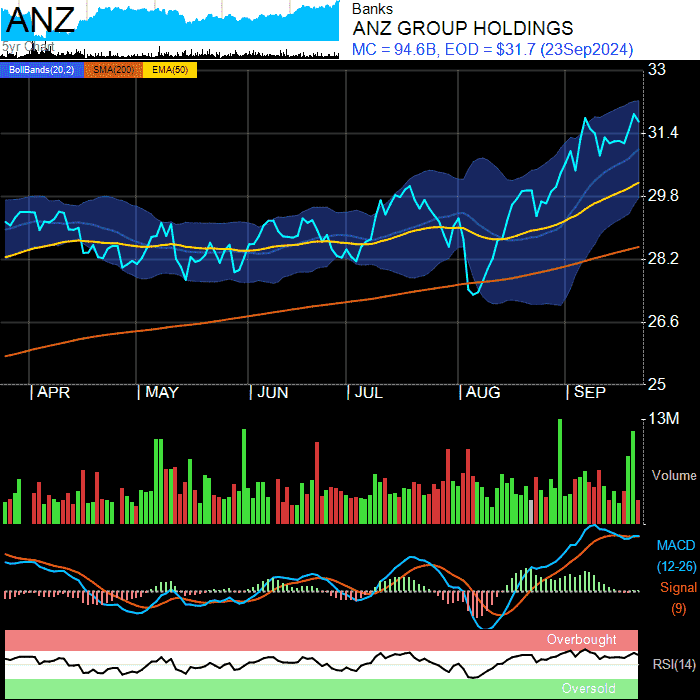 ANZ
5yr Chart
Banks
ANZ GROUP HOLDINGS
MC = 94.6B, EOD = $31.7 (23Sep2024)
BollBands(20,2) SMA(200) EMA(50)
33
31.4
29.8
28.2
26.6
25
APR MAY JUN JUL AUG SEP
13M
Volume
MACD
(12-26)
Signal
(9)
Overbought
RSI(14)
Oversold